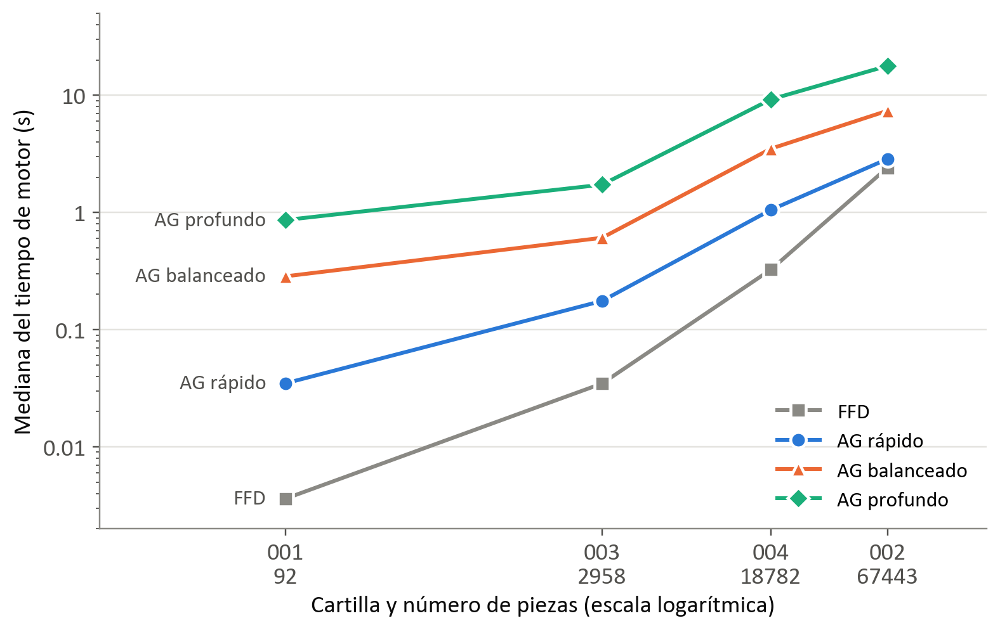 Mediana del tiempo de motor (s)
10
1
0.1
0.01
AG profundo
AG balanceado
AG rápido
FFD
FFD
AG rápido
AG balanceado
AG profundo
001 003 004 002
92 2958 18782 67443
Cartilla y número de piezas (escala logarítmica)